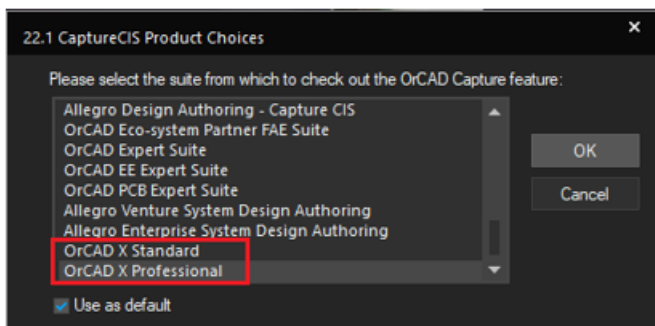 22.1 CaptureCIS Product Choices
Please select the suite from which to check out the OrCAD Capture feature:
Allegro Design Authoring - Capture CIS
OrCAD Eco-system Partner FAE Suite
OrCAD Expert Suite
OrCAD EE Expert Suite
OrCAD PCB Expert Suite
Allegro Venture System Design Authoring
Allegro Enterprise System Design Authoring
OrCAD X Standard
OrCAD X Professional
OK
Cancel
Use as default